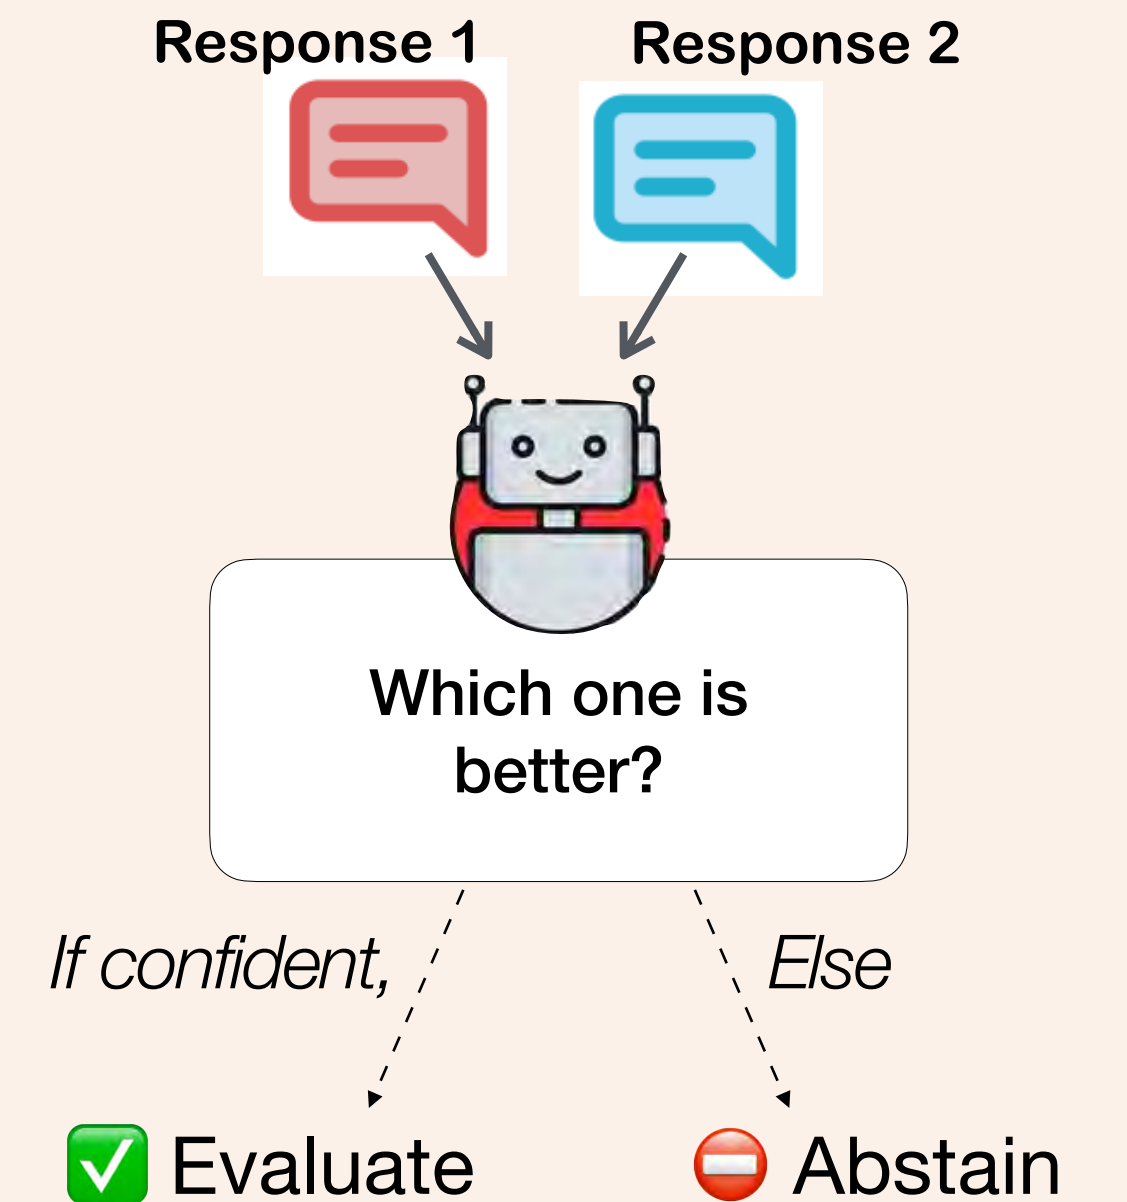 Response 1
Response 2
Which one is
better?
If confident,
Else
Evaluate
Abstain